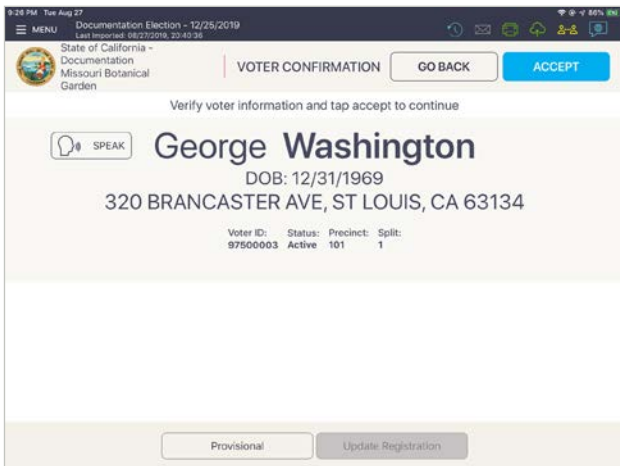 9:26 PM Tue Aug 27
86%
MENU
Documentation Election - 12/25/2019
Last Imported: 08/27/2019, 23:40:36
State of California -
Documentation
Missouri Botanical
Garden
VOTER CONFIRMATION
GO BACK
ACCEPT
Verify voter information and tap accept to continue
SPEAK
George Washington
DOB: 12/31/1969
320 BRANCASTER AVE, ST LOUIS, CA 63134
Voter ID: Status: Precinct: Split:
97500003 Active 101 1
Provisional
Update Registration